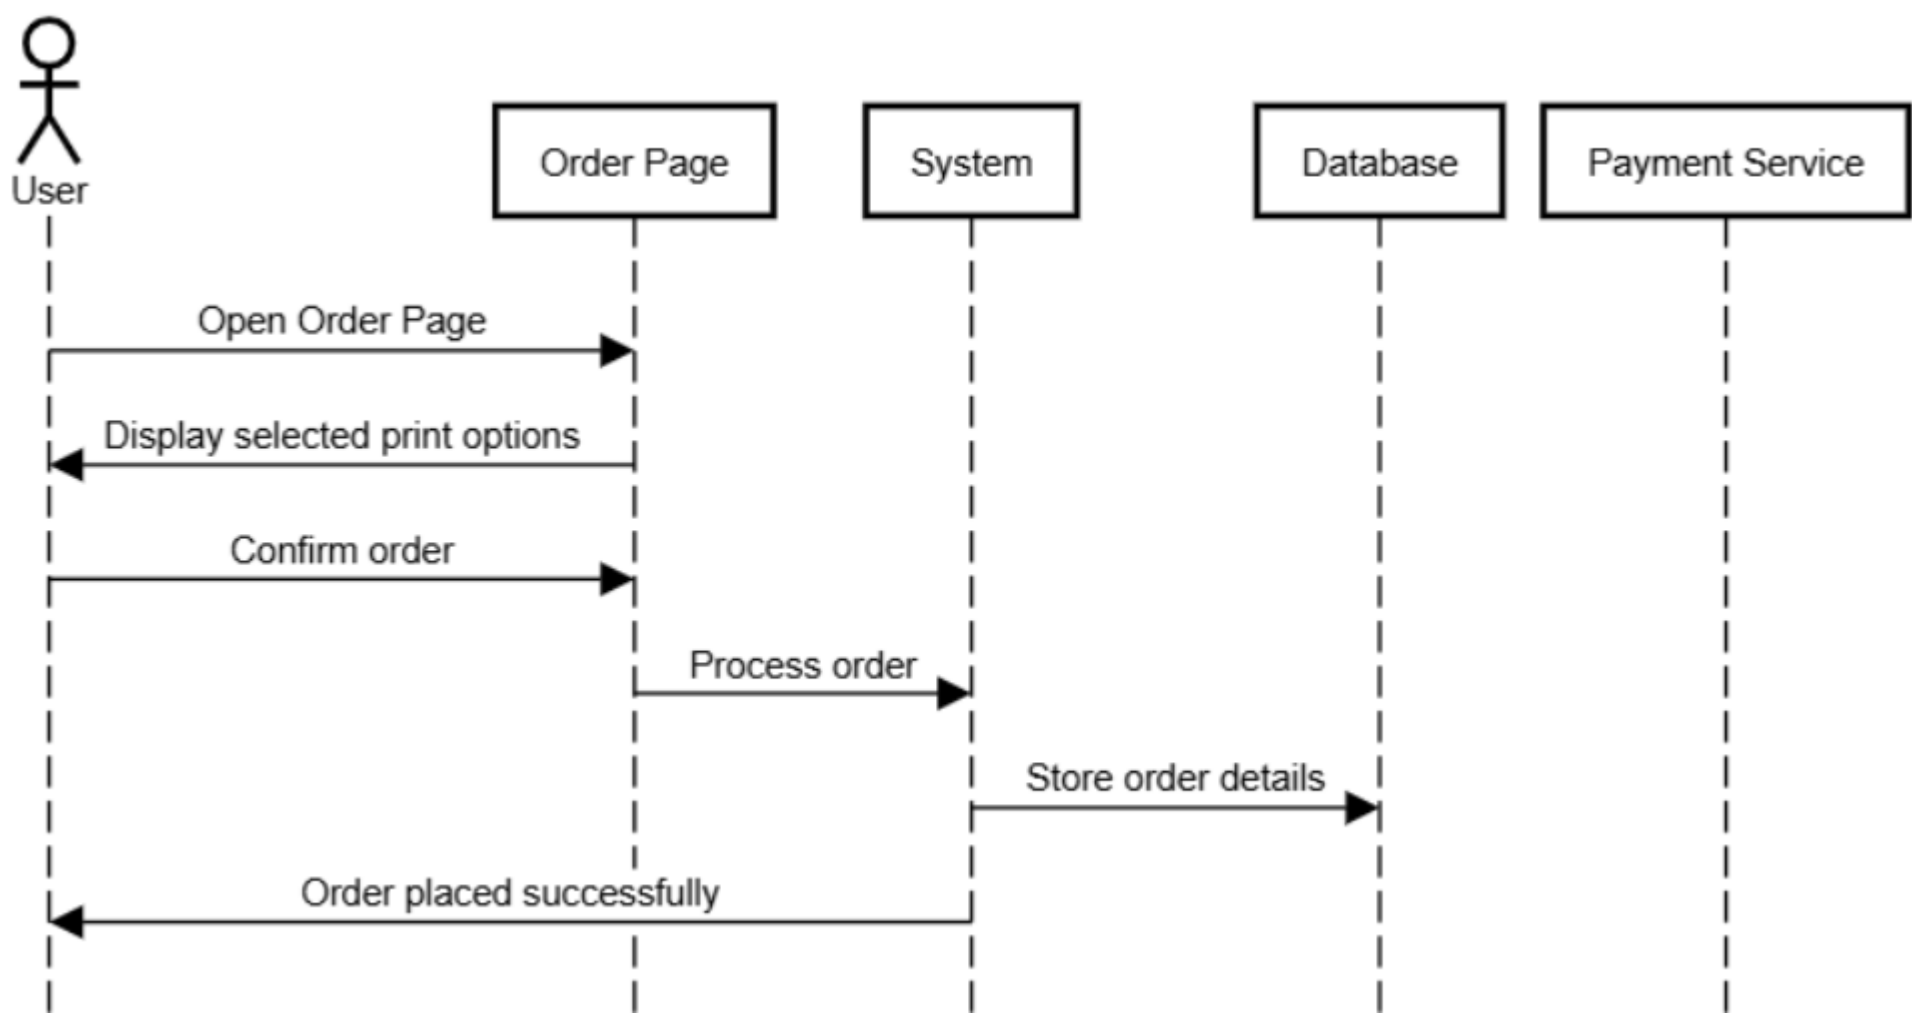 User
Order Page
System
Database
Payment Service
Open Order Page
Display selected print options
Confirm order
Process order
Store order details
Order placed successfully